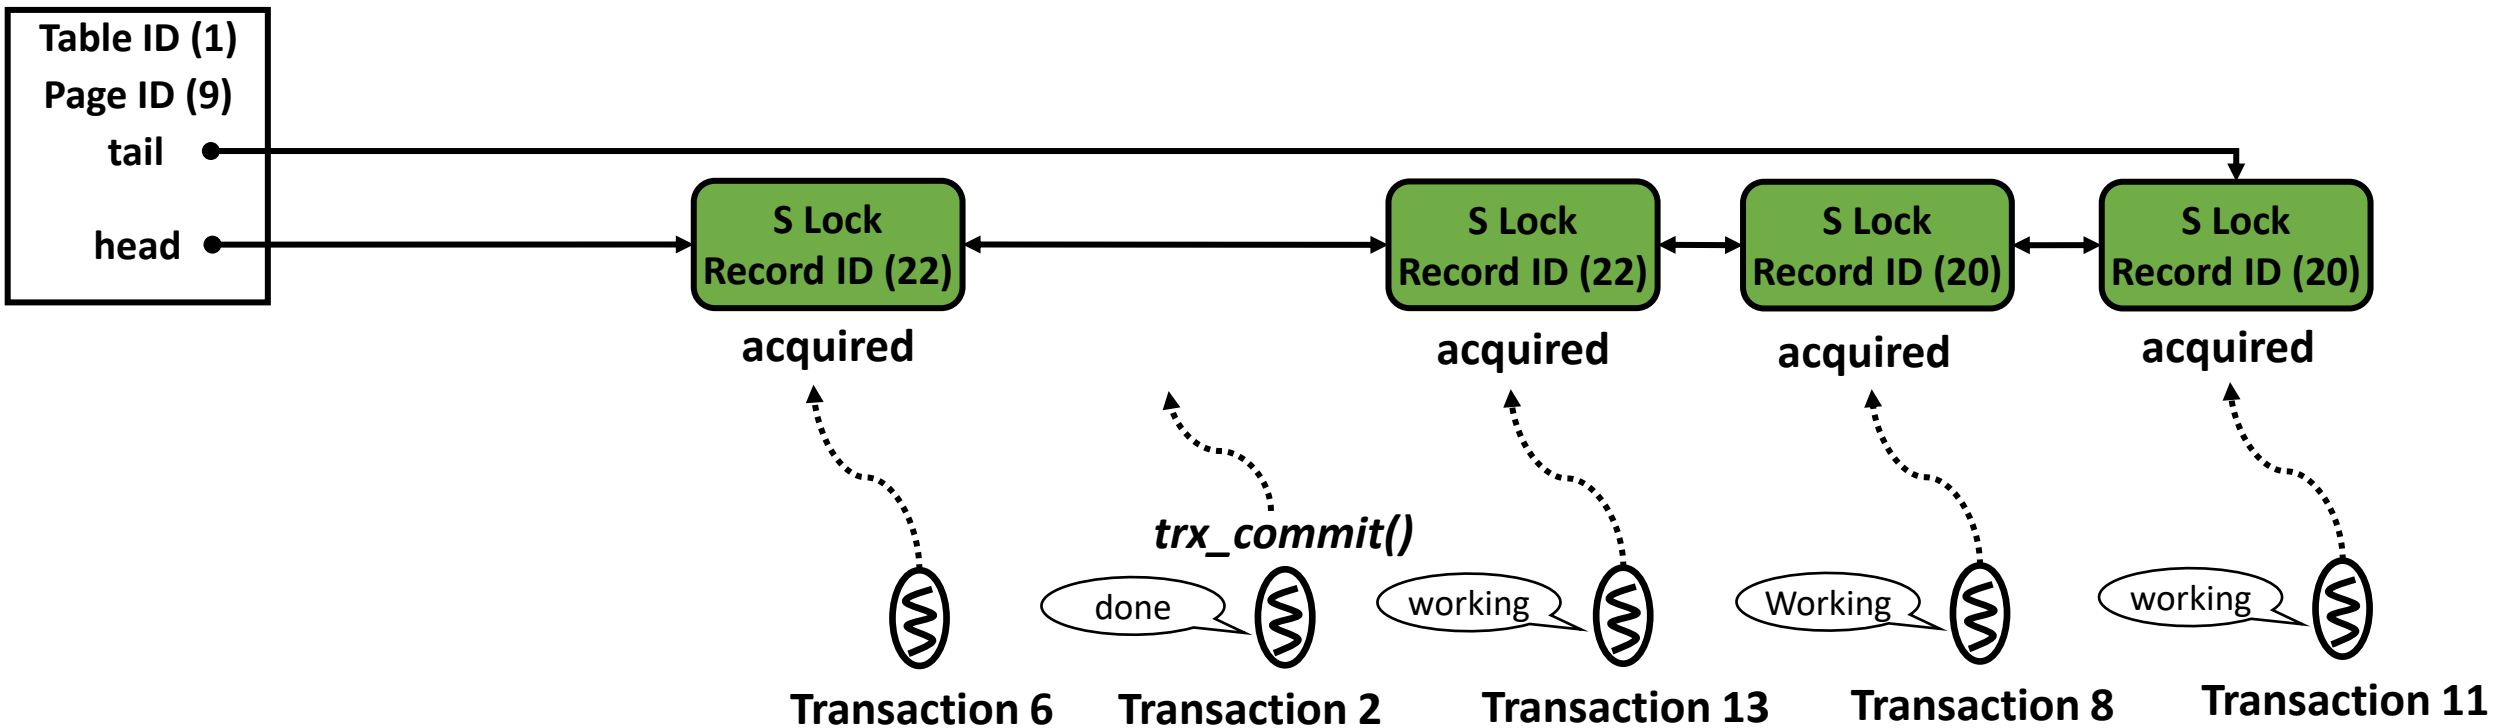 Table ID (1)
Page ID (9)
tail
head
S Lock
Record ID (22)
acquired
S Lock
Record ID (22)
acquired
S Lock
Record ID (20)
acquired
S Lock
Record ID (20)
acquired
trx_commit()
done
working
Working
working
Transaction 6
Transaction 2
Transaction 13
Transaction 8
Transaction 11